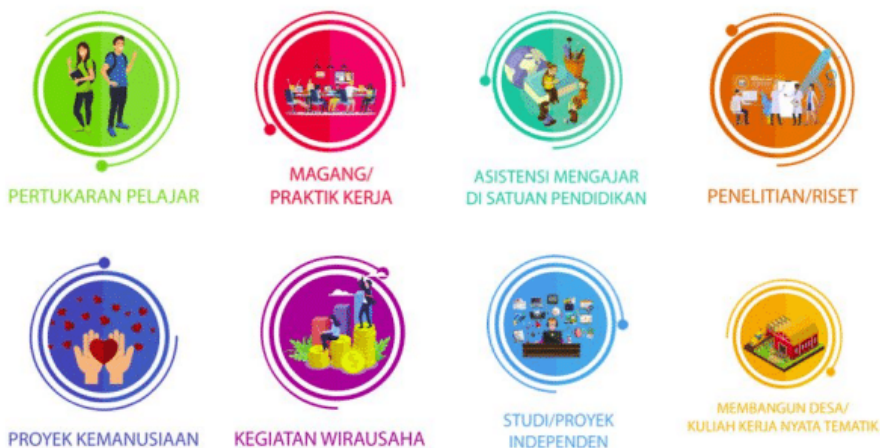 PERTUKARAN PELAJAR
MAGANG/
PRAKTIK KERJA
ASISTENSI MENGAJAR
DI SATUAN PENDIDIKAN
PENELITIAN/RISET
PROYEK KEMANUSIAAN
KEGIATAN WIRAUSAHA
STUDI/PROYEK
INDEPENDEN
MEMBANGUN DESA/
KULIAH KERJA NYATA TEMATIK